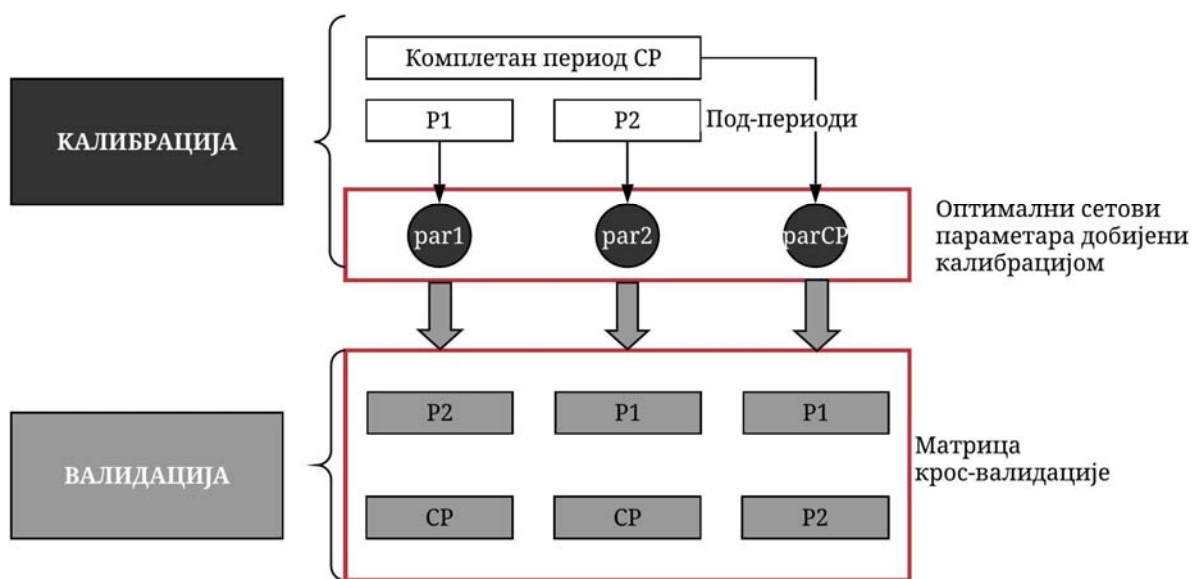 Комплетан период CP
P1
P2
Под-периоди
КАЛИБРАЦИЈА
par1
par2
parCP
Оптимални сетови
параметара добијени
калибрацијом
P2
P1
P1
Матрица
крос-валидације
ВАЛИДАЦИЈА
CP
CP
P2